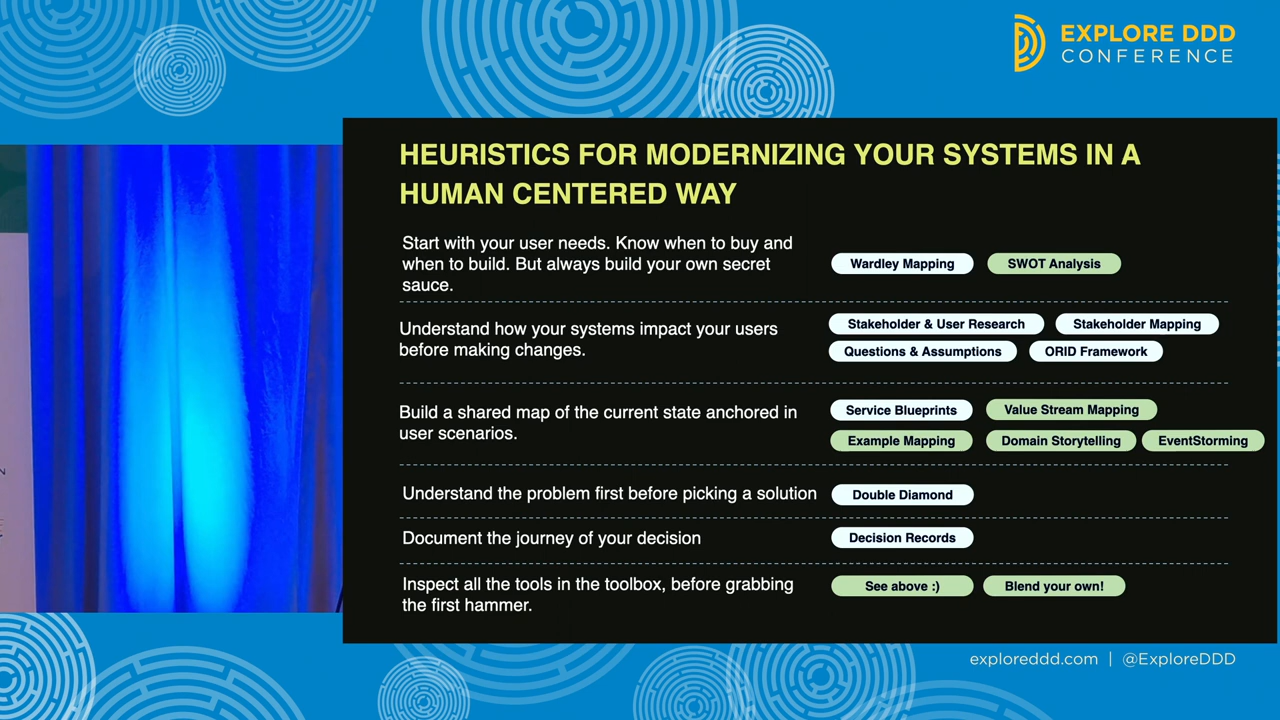 EXPLORE DDD
CONFERENCE
HEURISTICS FOR MODERNIZING YOUR SYSTEMS IN A
HUMAN CENTERED WAY
Start with your user needs. Know when to buy and
when to build. But always build your own secret
sauce.
Wardley Mapping
SWOT Analysis
Understand how your systems impact your users
before making changes.
Stakeholder & User Research
Stakeholder Mapping
Questions & Assumptions
ORID Framework
Build a shared map of the current state anchored in
user scenarios.
Service Blueprints
Value Stream Mapping
Example Mapping
Domain Storytelling
EventStorming
Understand the problem first before picking a solution
Double Diamond
Document the journey of your decision
Decision Records
Inspect all the tools in the toolbox, before grabbing
the first hammer.
See above :)
Blend your own!
exploreddd.com | @ExploreDDD